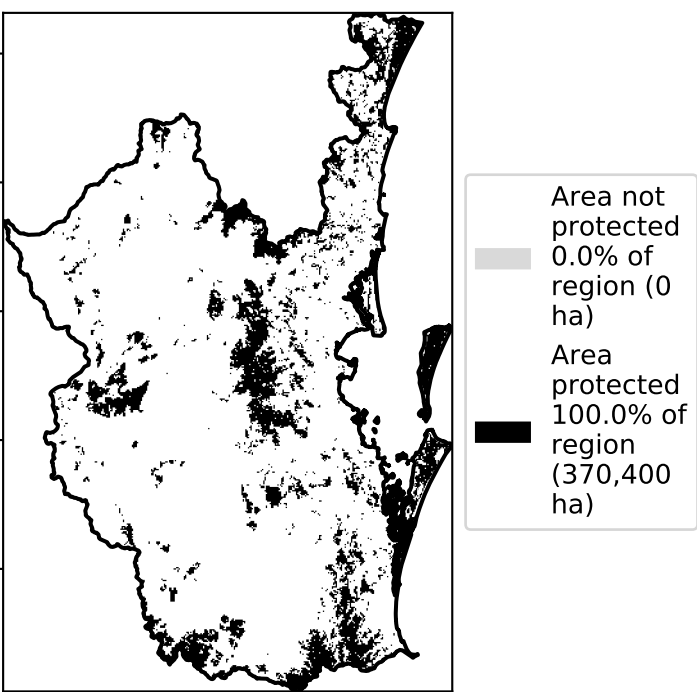 Area not
protected
0.0% of
region (0
ha)
Area
protected
100.0% of
region
(370,400
ha)